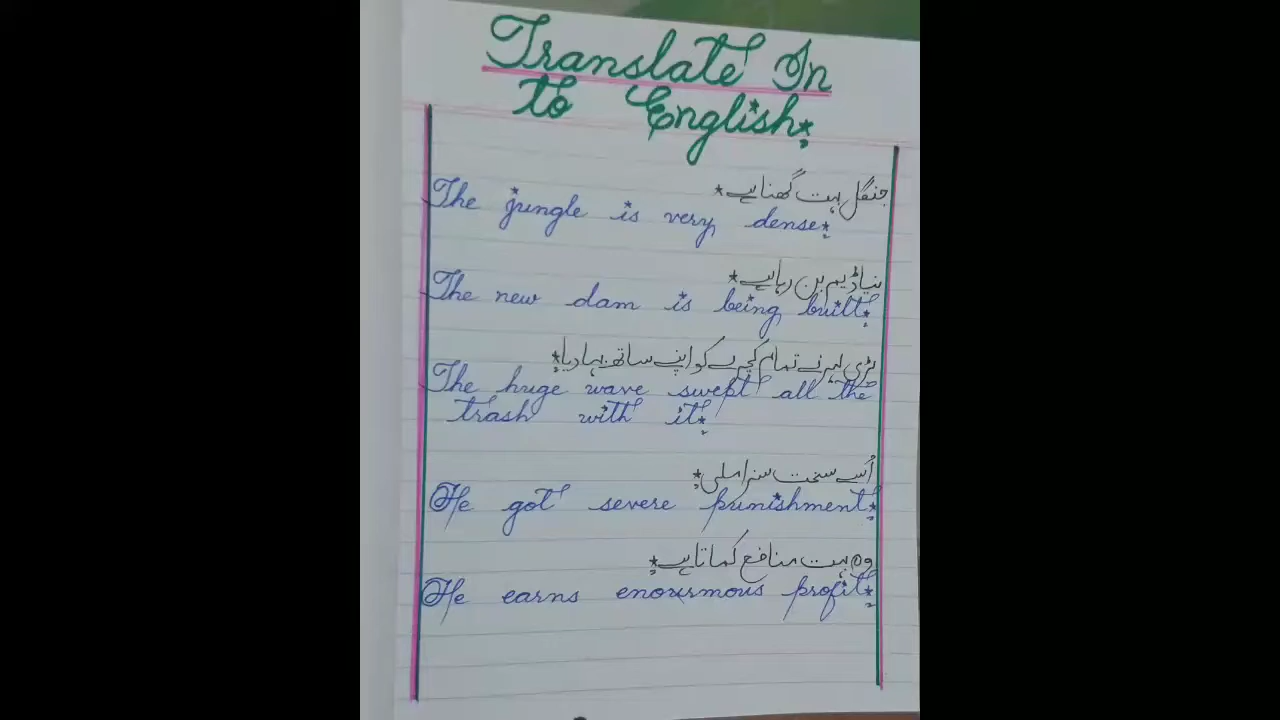 Translate In
to English.
جنگل بہت گھنا ہے
The jungle is very dense.
نیا ڈیم بن رہا ہے
The new dam is being built.
بڑی لہر نے تمام کچرے کو اپنے ساتھ بہا دیا۔
The huge wave swept all the
trash with it.
اُسے سخت سزا ملی۔
He got severe punishment.
وہ بہت منافع کماتا ہے۔
He earns enourmous profit.